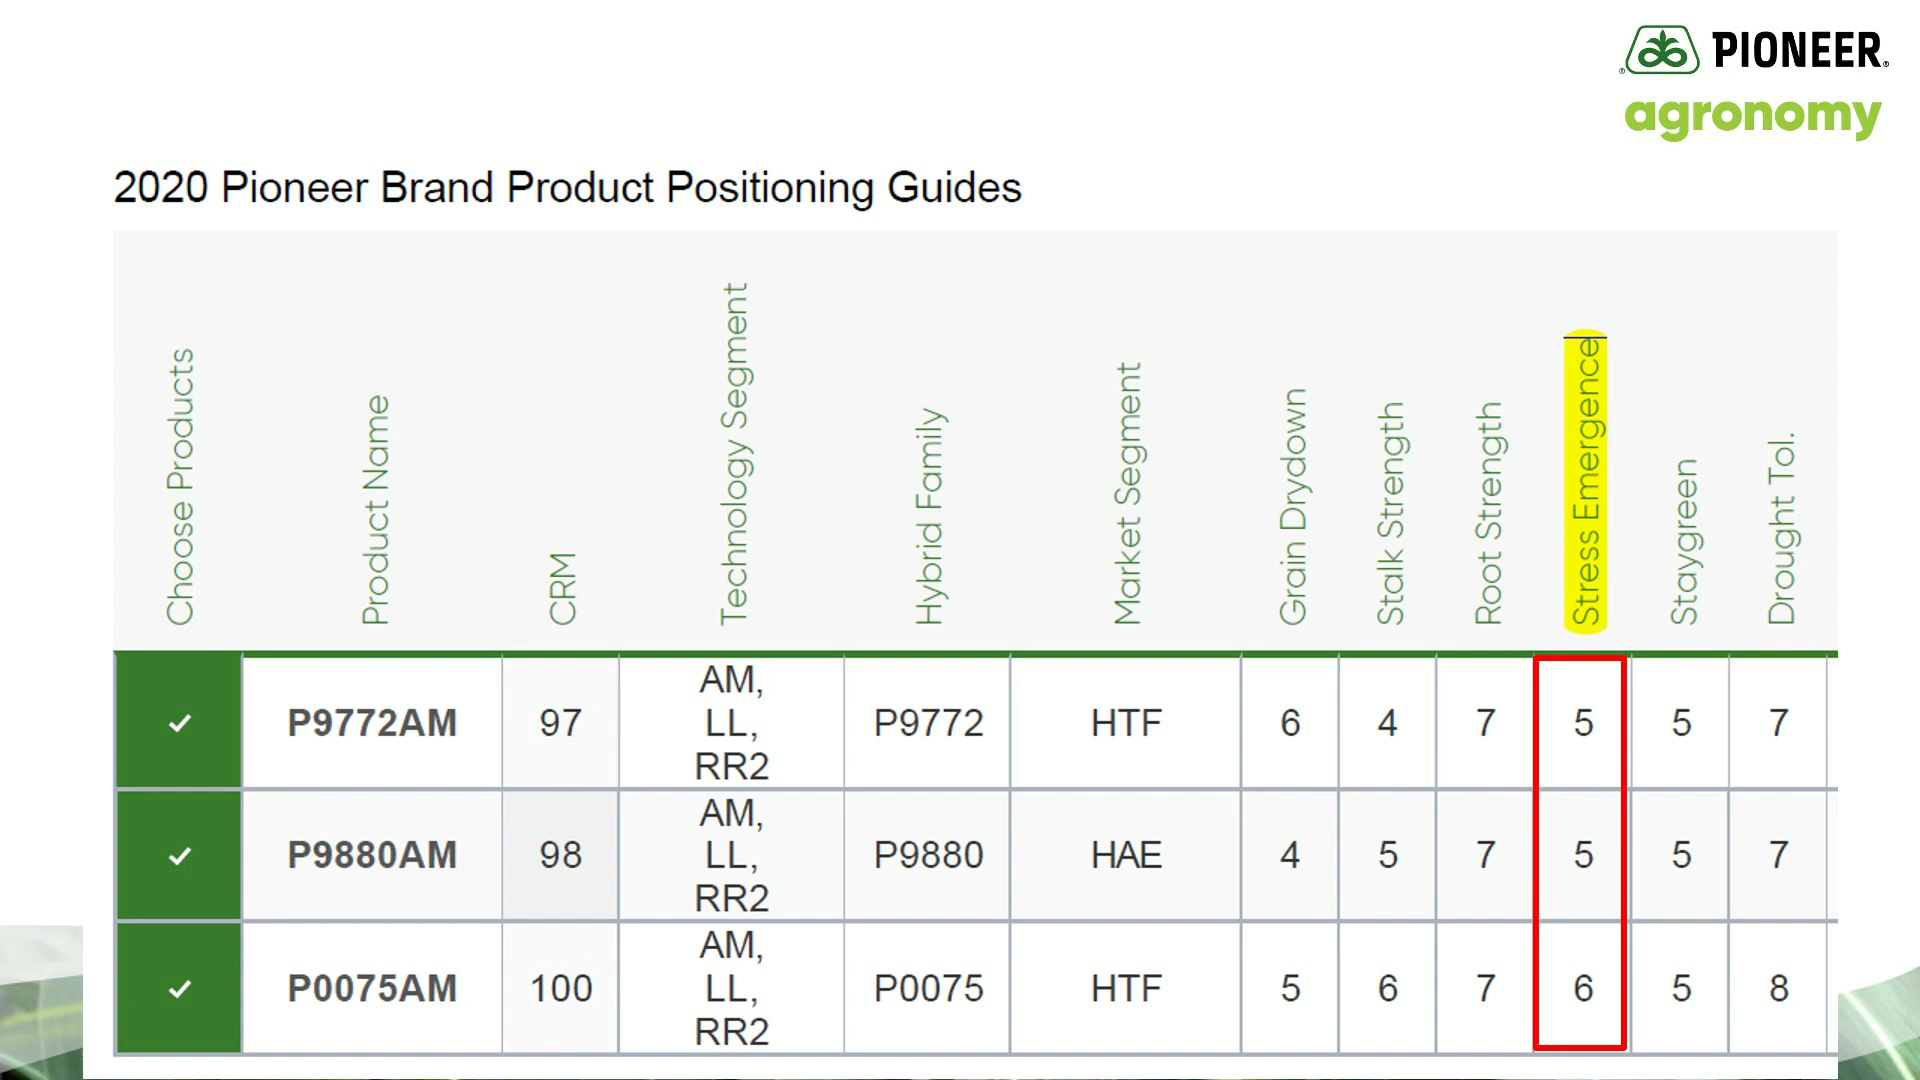 PIONEER®
agronomy
2020 Pioneer Brand Product Positioning Guides
Choose Products
Product Name
CRM
Technology Segment
Hybrid Family
Market Segment
Grain Drydown
Stalk Strength
Root Strength
Stress Emergence
Staygreen
Drought Tol.
P9772AM 97 AM, LL, RR2 P9772 HTF 6 4 7 5 5 7
P9880AM 98 AM, LL, RR2 P9880 HAE 4 5 7 5 5 7
P0075AM 100 AM, LL, RR2 P0075 HTF 5 6 7 6 5 8